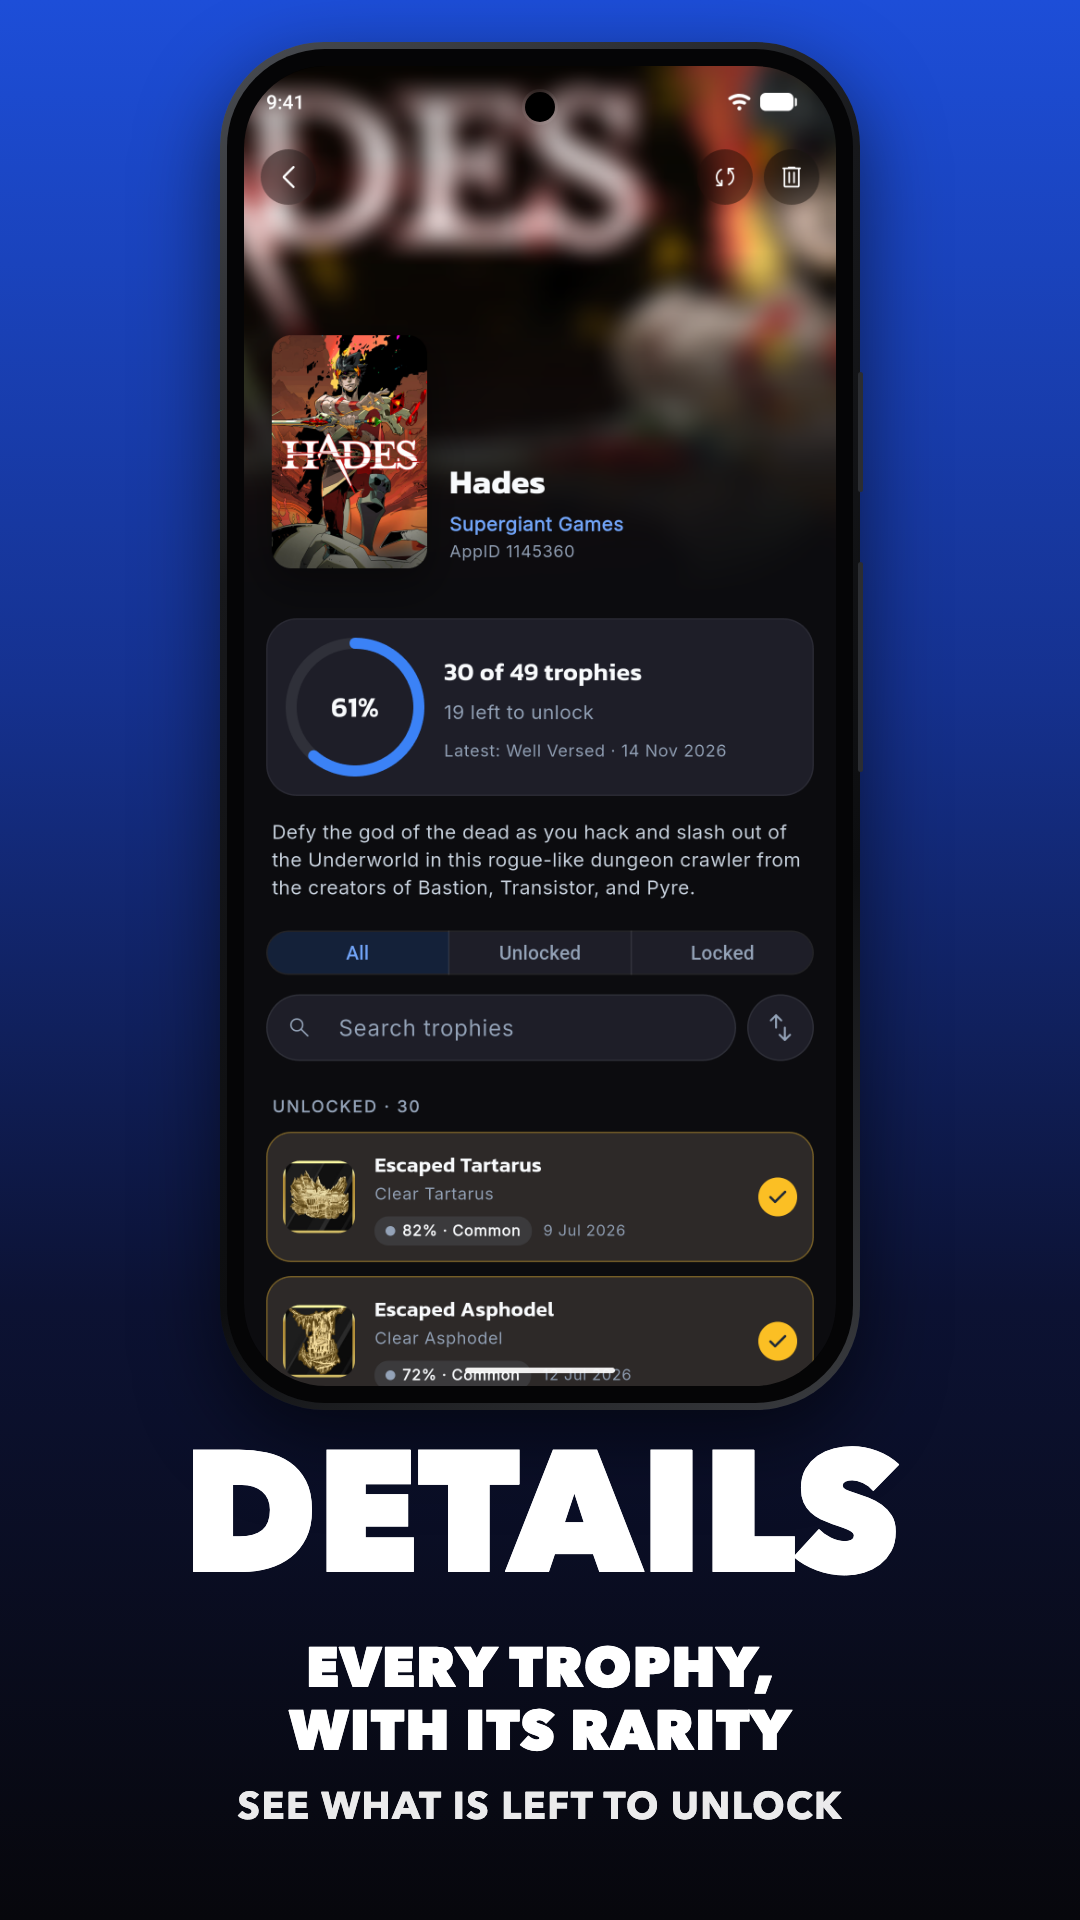 9:41
DES
HADES
Hades
Supergiant Games
AppID 1145360
61%
30 of 49 trophies
19 left to unlock
Latest: Well Versed · 14 Nov 2026
Defy the god of the dead as you hack and slash out of
the Underworld in this rogue-like dungeon crawler from
the creators of Bastion, Transistor, and Pyre.
All
Unlocked
Locked
Search trophies
UNLOCKED · 30
Escaped Tartarus
Clear Tartarus
82% · Common
9 Jul 2026
Escaped Asphodel
Clear Asphodel
72% · Common
12 Jul 2026
DETAILS
EVERY TROPHY,
WITH ITS RARITY
SEE WHAT IS LEFT TO UNLOCK